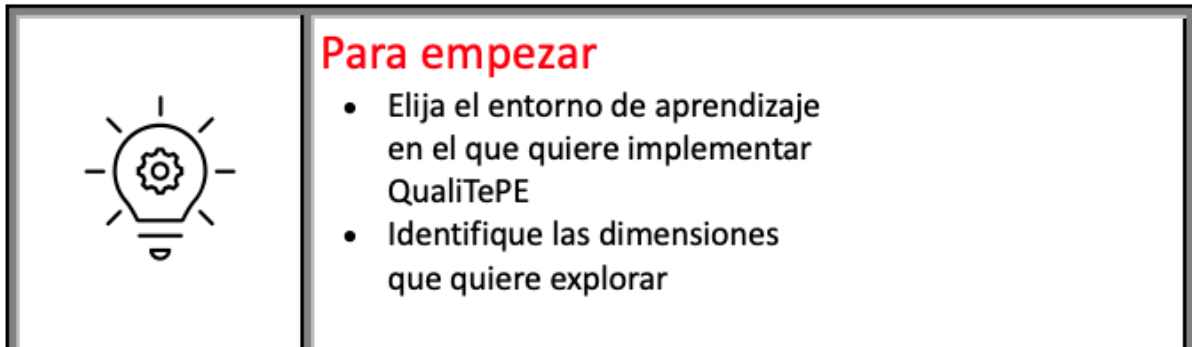 Para empezar
• Elija el entorno de aprendizaje
en el que quiere implementar
QualiTePE
• Identifique las dimensiones
que quiere explorar